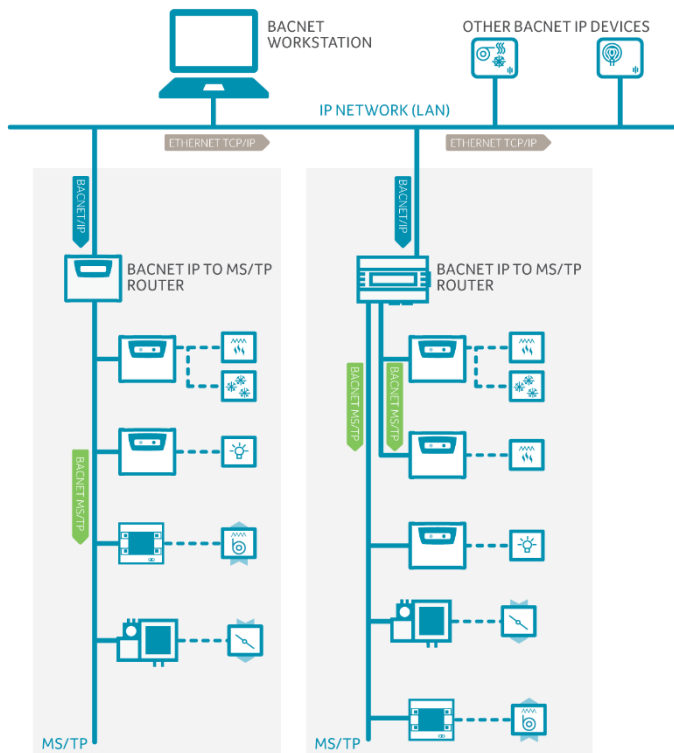 BACNET
WORKSTATION
OTHER BACNET IP DEVICES
IP NETWORK (LAN)
ETHERNET TCP/IP
ETHERNET TCP/IP
BACNET/IP
BACNET/IP
BACNET IP TO MS/TP
ROUTER
BACNET IP TO MS/TP
ROUTER
BACNET MS/TP
BACNET MS/TP
BACNET MS/TP
MS/TP
MS/TP